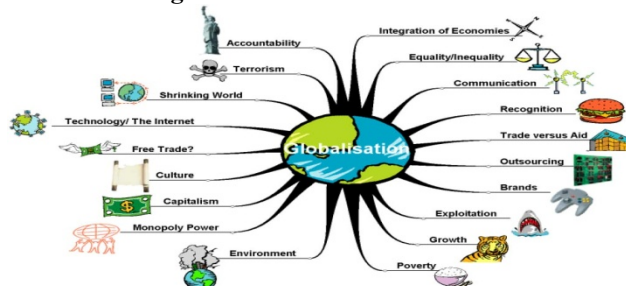 Accountability
Terrorism
Shrinking World
Technology/ The Internet
Free Trade?
Culture
Capitalism
Monopoly Power
Environment
Globalisation
Integration of Economies
Equality/Inequality
Communication
Recognition
Trade versus Aid
Outsourcing
Brands
Exploitation
Growth
Poverty